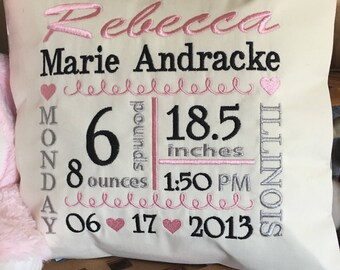 Rebecca
Marie Andracke
MONDAY
6 pounds
8 ounces
18.5
inches
1:50 PM
ILLINOIS
06 17 2013